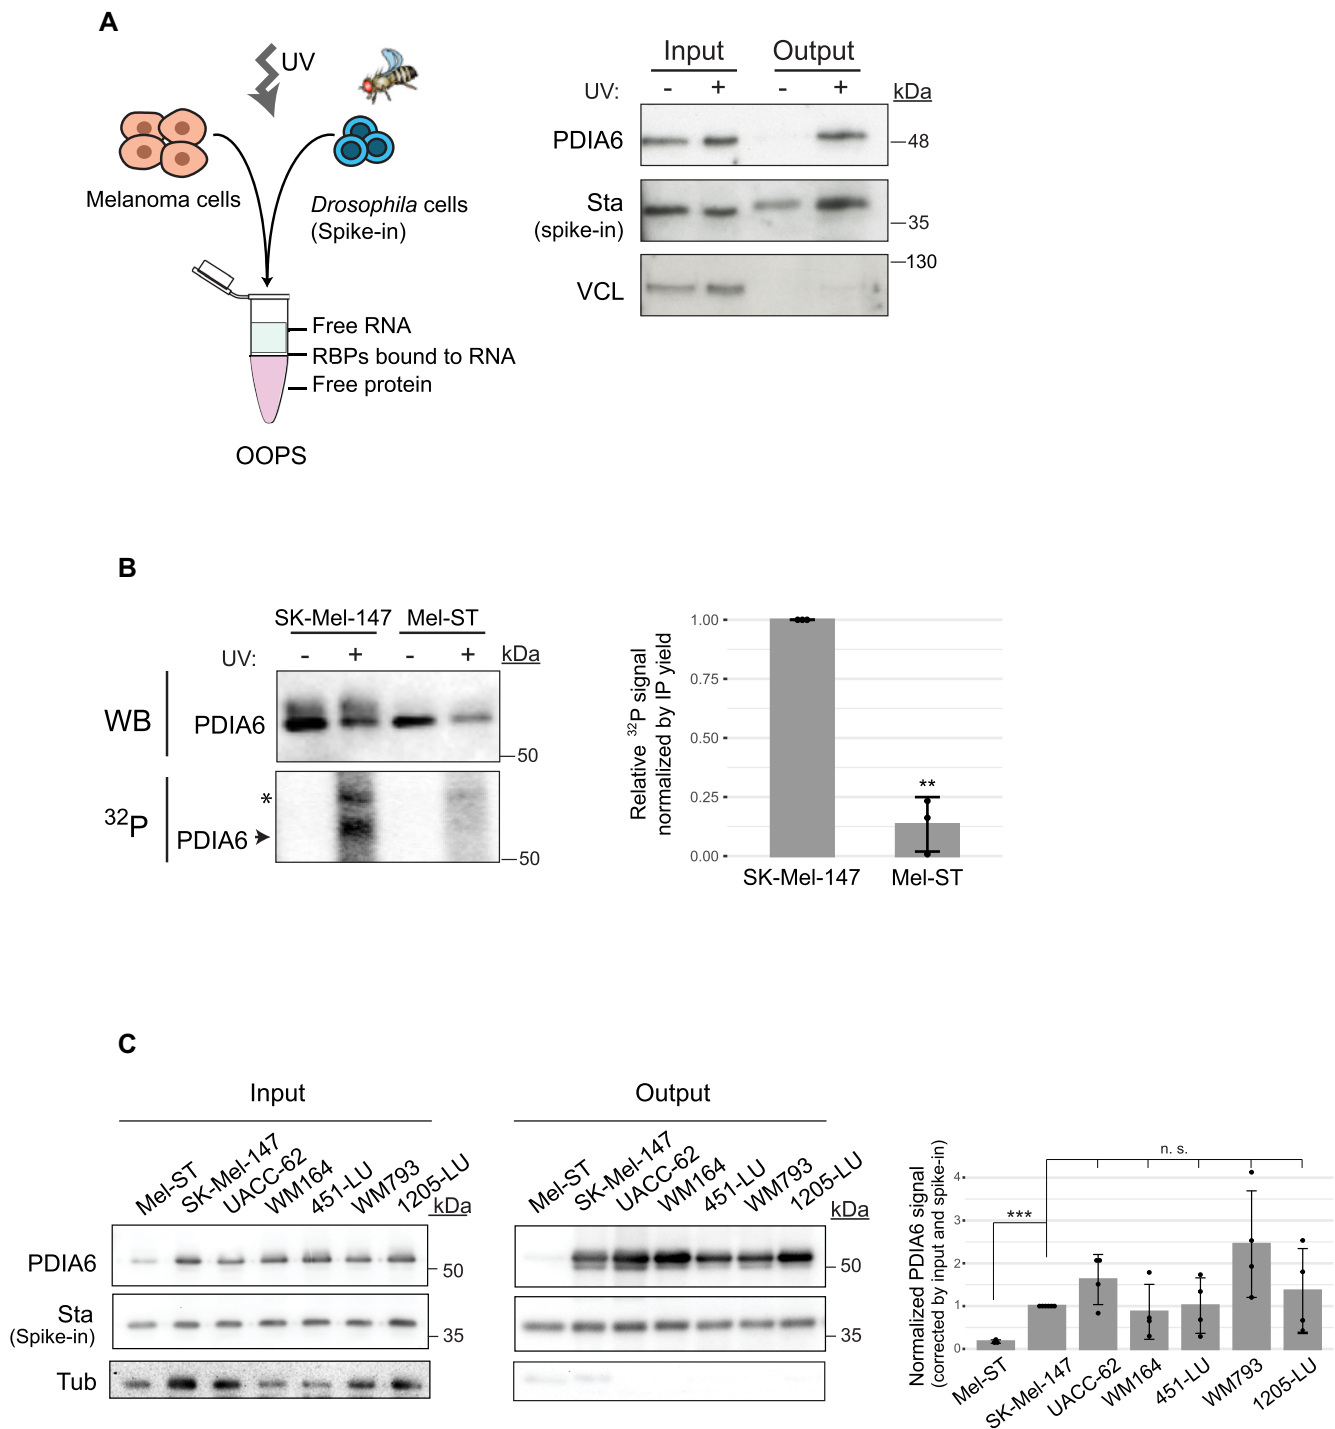 A
UV
Melanoma cells
Drosophila cells
(Spike-in)
Free RNA
RBPs bound to RNA
Free protein
OOPS
Input Output
UV: - + - + kDa
PDIA6 48
Sta
(spike-in) 35
130
VCL
B
SK-Mel-147 Mel-ST
UV: - + - + kDa
WB PDIA6
50
*
32P PDIA6
50
Relative 32P signal
normalized by IP yield
1.00
0.75
0.50
0.25
0.00
**
SK-Mel-147 Mel-ST
C
Input
Mel-ST SK-Mel-147 UACC-62 WM164 451-LU WM793 1205-LU kDa
PDIA6 50
Sta
(Spike-in) 35
Tub
Output
Mel-ST SK-Mel-147 UACC-62 WM164 451-LU WM793 1205-LU kDa
50
35
Normalized PDIA6 signal
(corrected by input and spike-in)
4
3
2
1
0
n. s.
***
Mel-ST SK-Mel-147 UACC-62 WM164 451-LU WM793 1205-LU